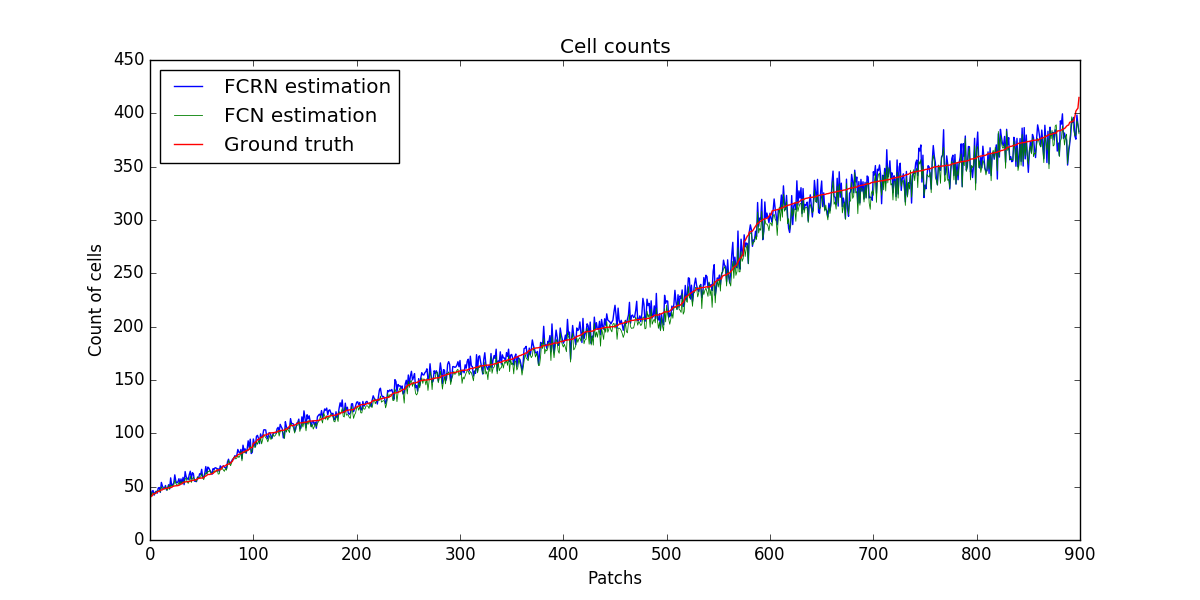 Cell counts
450
400
350
300
250
200
150
100
50
0
Count of cells
FCRN estimation
FCN estimation
Ground truth
0 100 200 300 400 500 600 700 800 900
Patchs